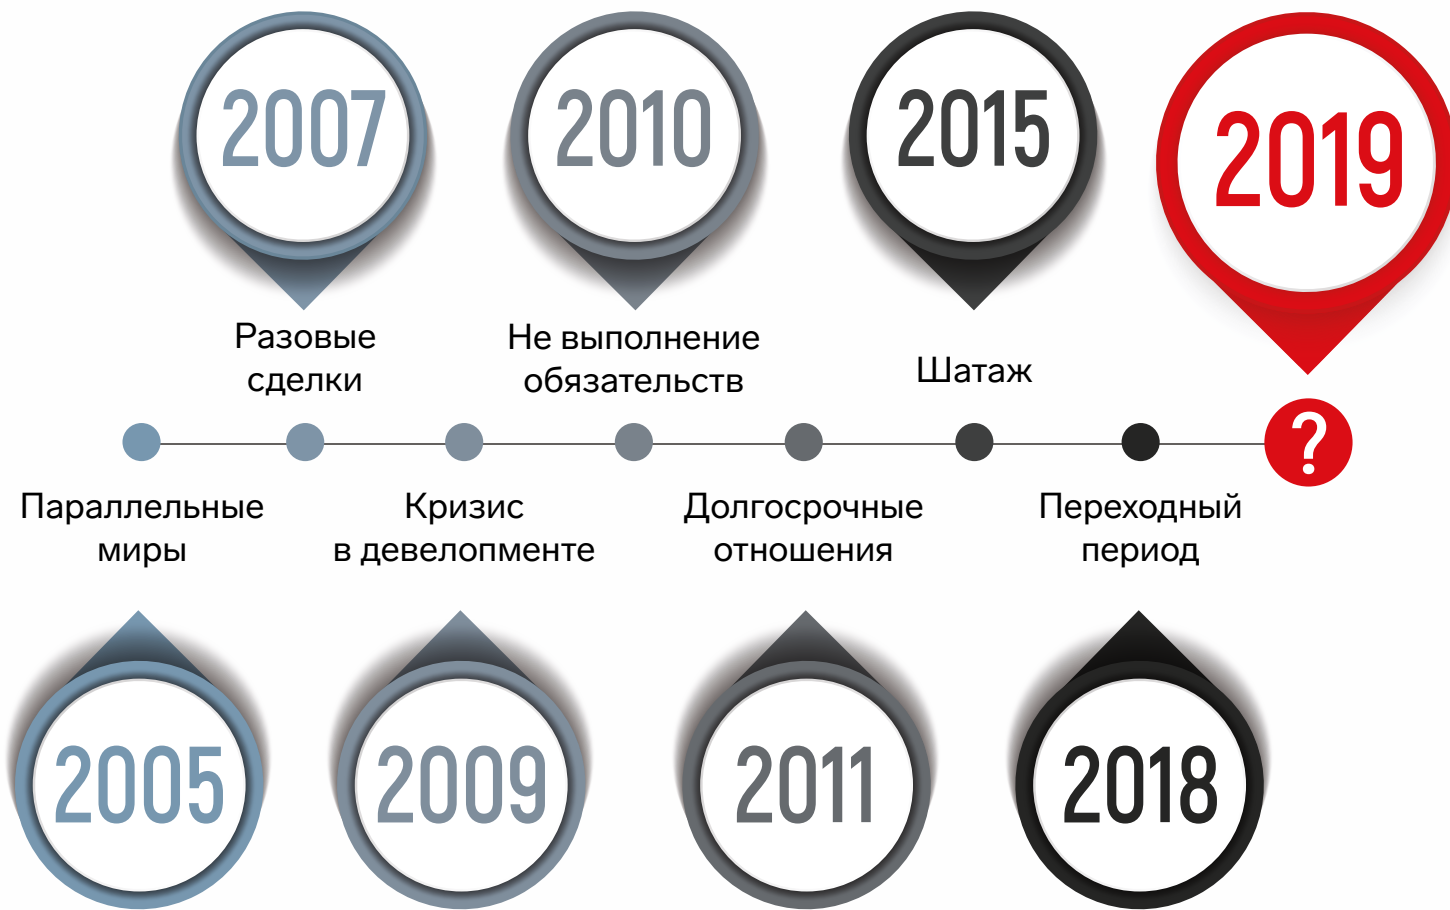 2007
2010
2015
2019
Разовые
сделки
Не выполнение
обязательств
Шатаж
?
Параллельные
миры
Кризис
в девелопменте
Долгосрочные
отношения
Переходный
период
2005
2009
2011
2018